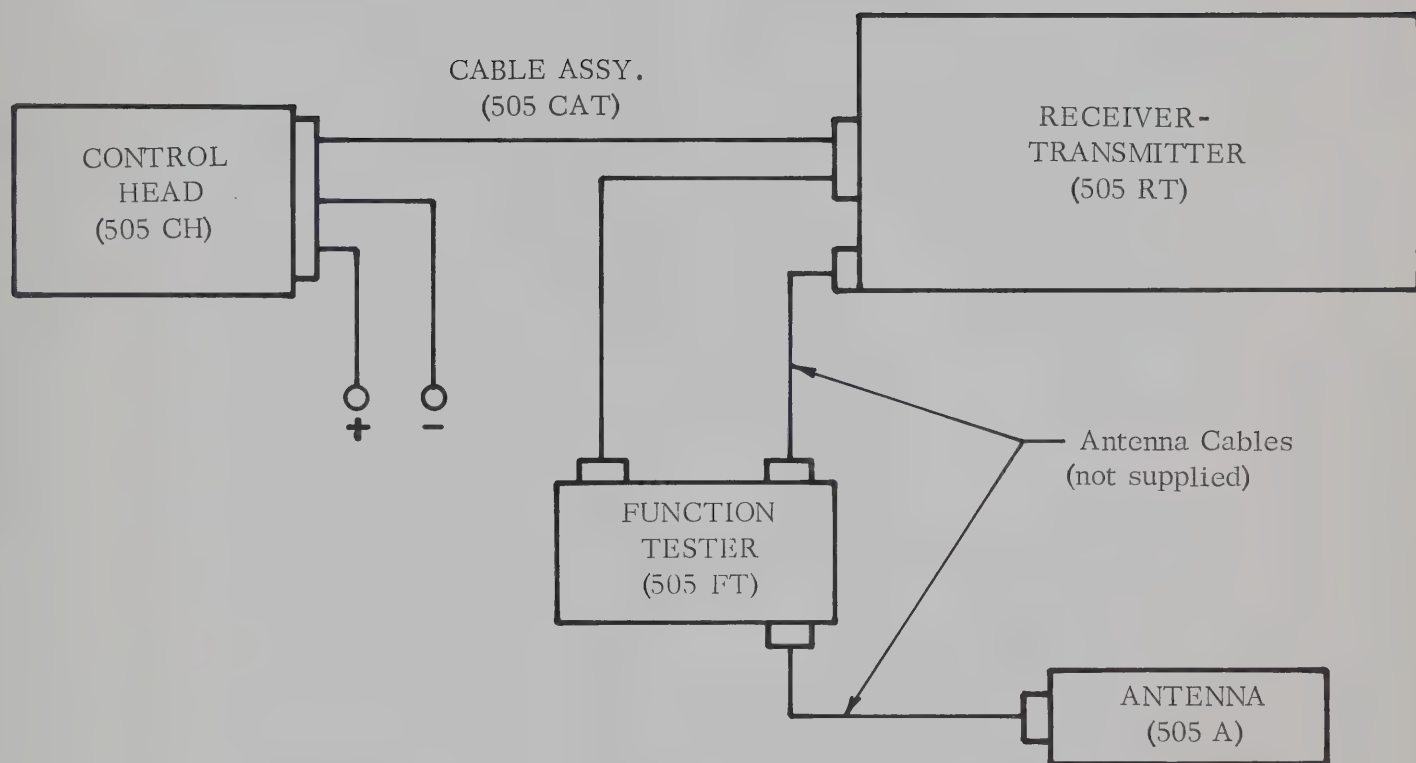 CABLE ASSY.
(505 CAT)
CONTROL
HEAD
(505 CH)
RECEIVER-
TRANSMITTER
(505 RT)
+
-
Antenna Cables
(not supplied)
FUNCTION
TESTER
(505 FT)
ANTENNA
(505 A)